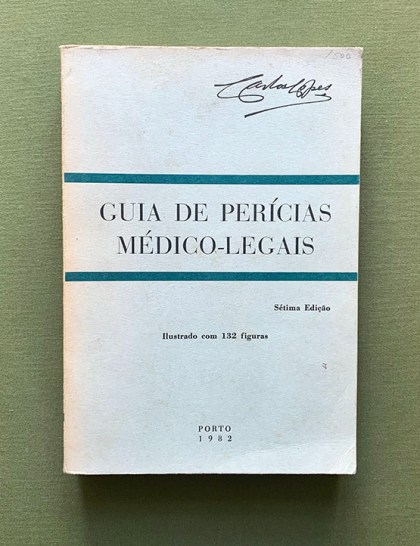 Carlos Lopes
GUIA DE PERÍCIAS
MÉDICO-LEGAIS
Sétima Edição
Ilustrado com 132 figuras
PORTO
1982